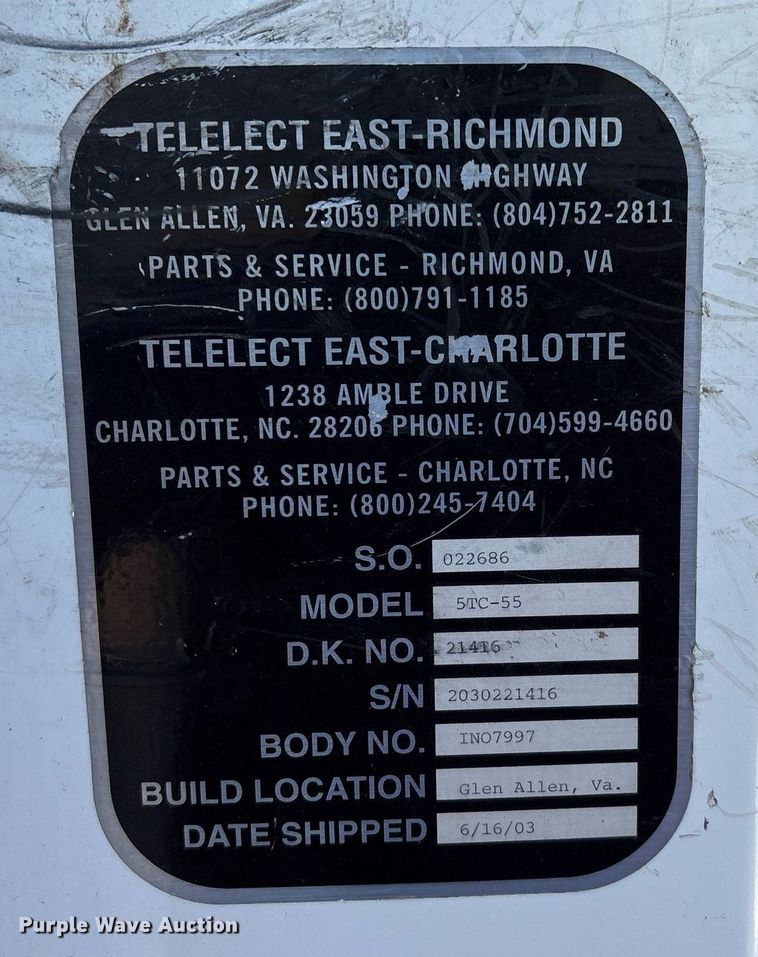 TELELECT EAST-RICHMOND
11072 WASHINGTON HIGHWAY
GLEN ALLEN, VA. 23059 PHONE: (804)752-2811
PARTS & SERVICE - RICHMOND, VA
PHONE: (800)791-1185
TELELECT EAST-CHARLOTTE
1238 AMBLE DRIVE
CHARLOTTE, NC. 28206 PHONE: (704)599-4660
PARTS & SERVICE - CHARLOTTE, NC
PHONE: (800)245-7404
S.O. 022686
MODEL 5TC-55
D.K. NO. 21416
S/N 2030221416
BODY NO. INO7997
BUILD LOCATION Glen Allen, Va.
DATE SHIPPED 6/16/03
Purple Wave Auction